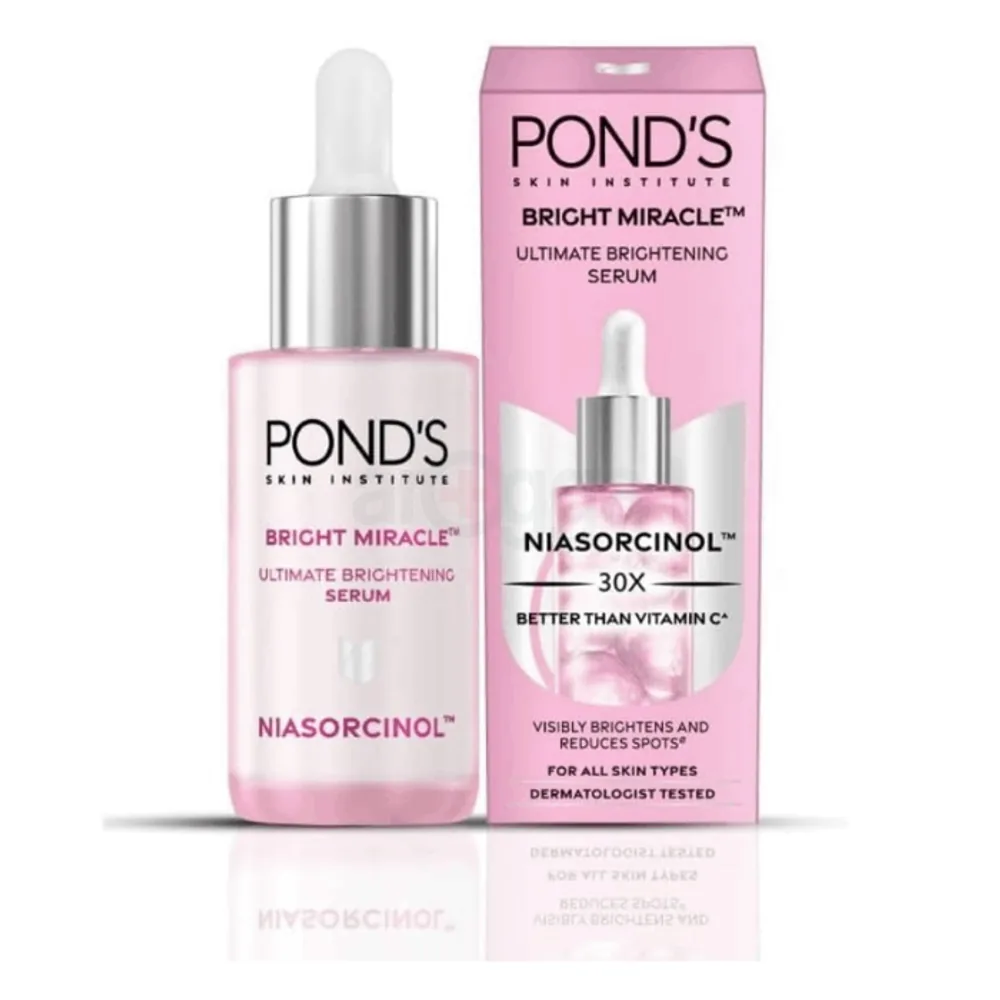 POND'S
SKIN INSTITUTE
BRIGHT MIRACLE™
ULTIMATE BRIGHTENING
SERUM
NIASORCINOL™
POND'S
SKIN INSTITUTE
BRIGHT MIRACLE™
ULTIMATE BRIGHTENING
SERUM
NIASORCINOL™
30X
BETTER THAN VITAMIN C^
VISIBLY BRIGHTENS AND
REDUCES SPOTS
FOR ALL SKIN TYPES
DERMATOLOGIST TESTED